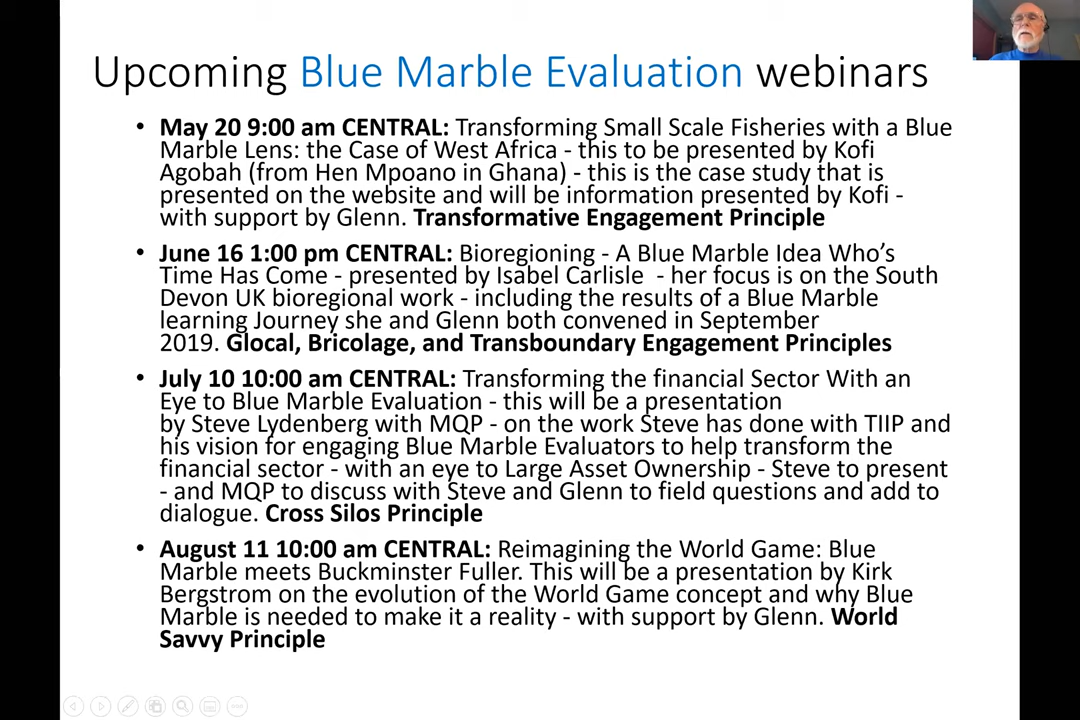 Upcoming Blue Marble Evaluation webinars
• May 20 9:00 am CENTRAL: Transforming Small Scale Fisheries with a Blue
Marble Lens: the Case of West Africa - this to be presented by Kofi
Agobah (from Hen Mpoano in Ghana) - this is the case study that is
presented on the website and will be information presented by Kofi -
with support by Glenn. Transformative Engagement Principle
• June 16 1:00 pm CENTRAL: Bioregioning - A Blue Marble Idea Who’s
Time Has Come - presented by Isabel Carlisle - her focus is on the South
Devon UK bioregional work - including the results of a Blue Marble
learning Journey she and Glenn both convened in September
2019. Glocal, Bricolage, and Transboundary Engagement Principles
• July 10 10:00 am CENTRAL: Transforming the financial Sector With an
Eye to Blue Marble Evaluation - this will be a presentation
by Steve Lydenberg with MQP - on the work Steve has done with TIIP and
his vision for engaging Blue Marble Evaluators to help transform the
financial sector - with an eye to Large Asset Ownership - Steve to present
- and MQP to discuss with Steve and Glenn to field questions and add to
dialogue. Cross Silos Principle
• August 11 10:00 am CENTRAL: Reimagining the World Game: Blue
Marble meets Buckminster Fuller. This will be a presentation by Kirk
Bergstrom on the evolution of the World Game concept and why Blue
Marble is needed to make it a reality - with support by Glenn. World
Savvy Principle